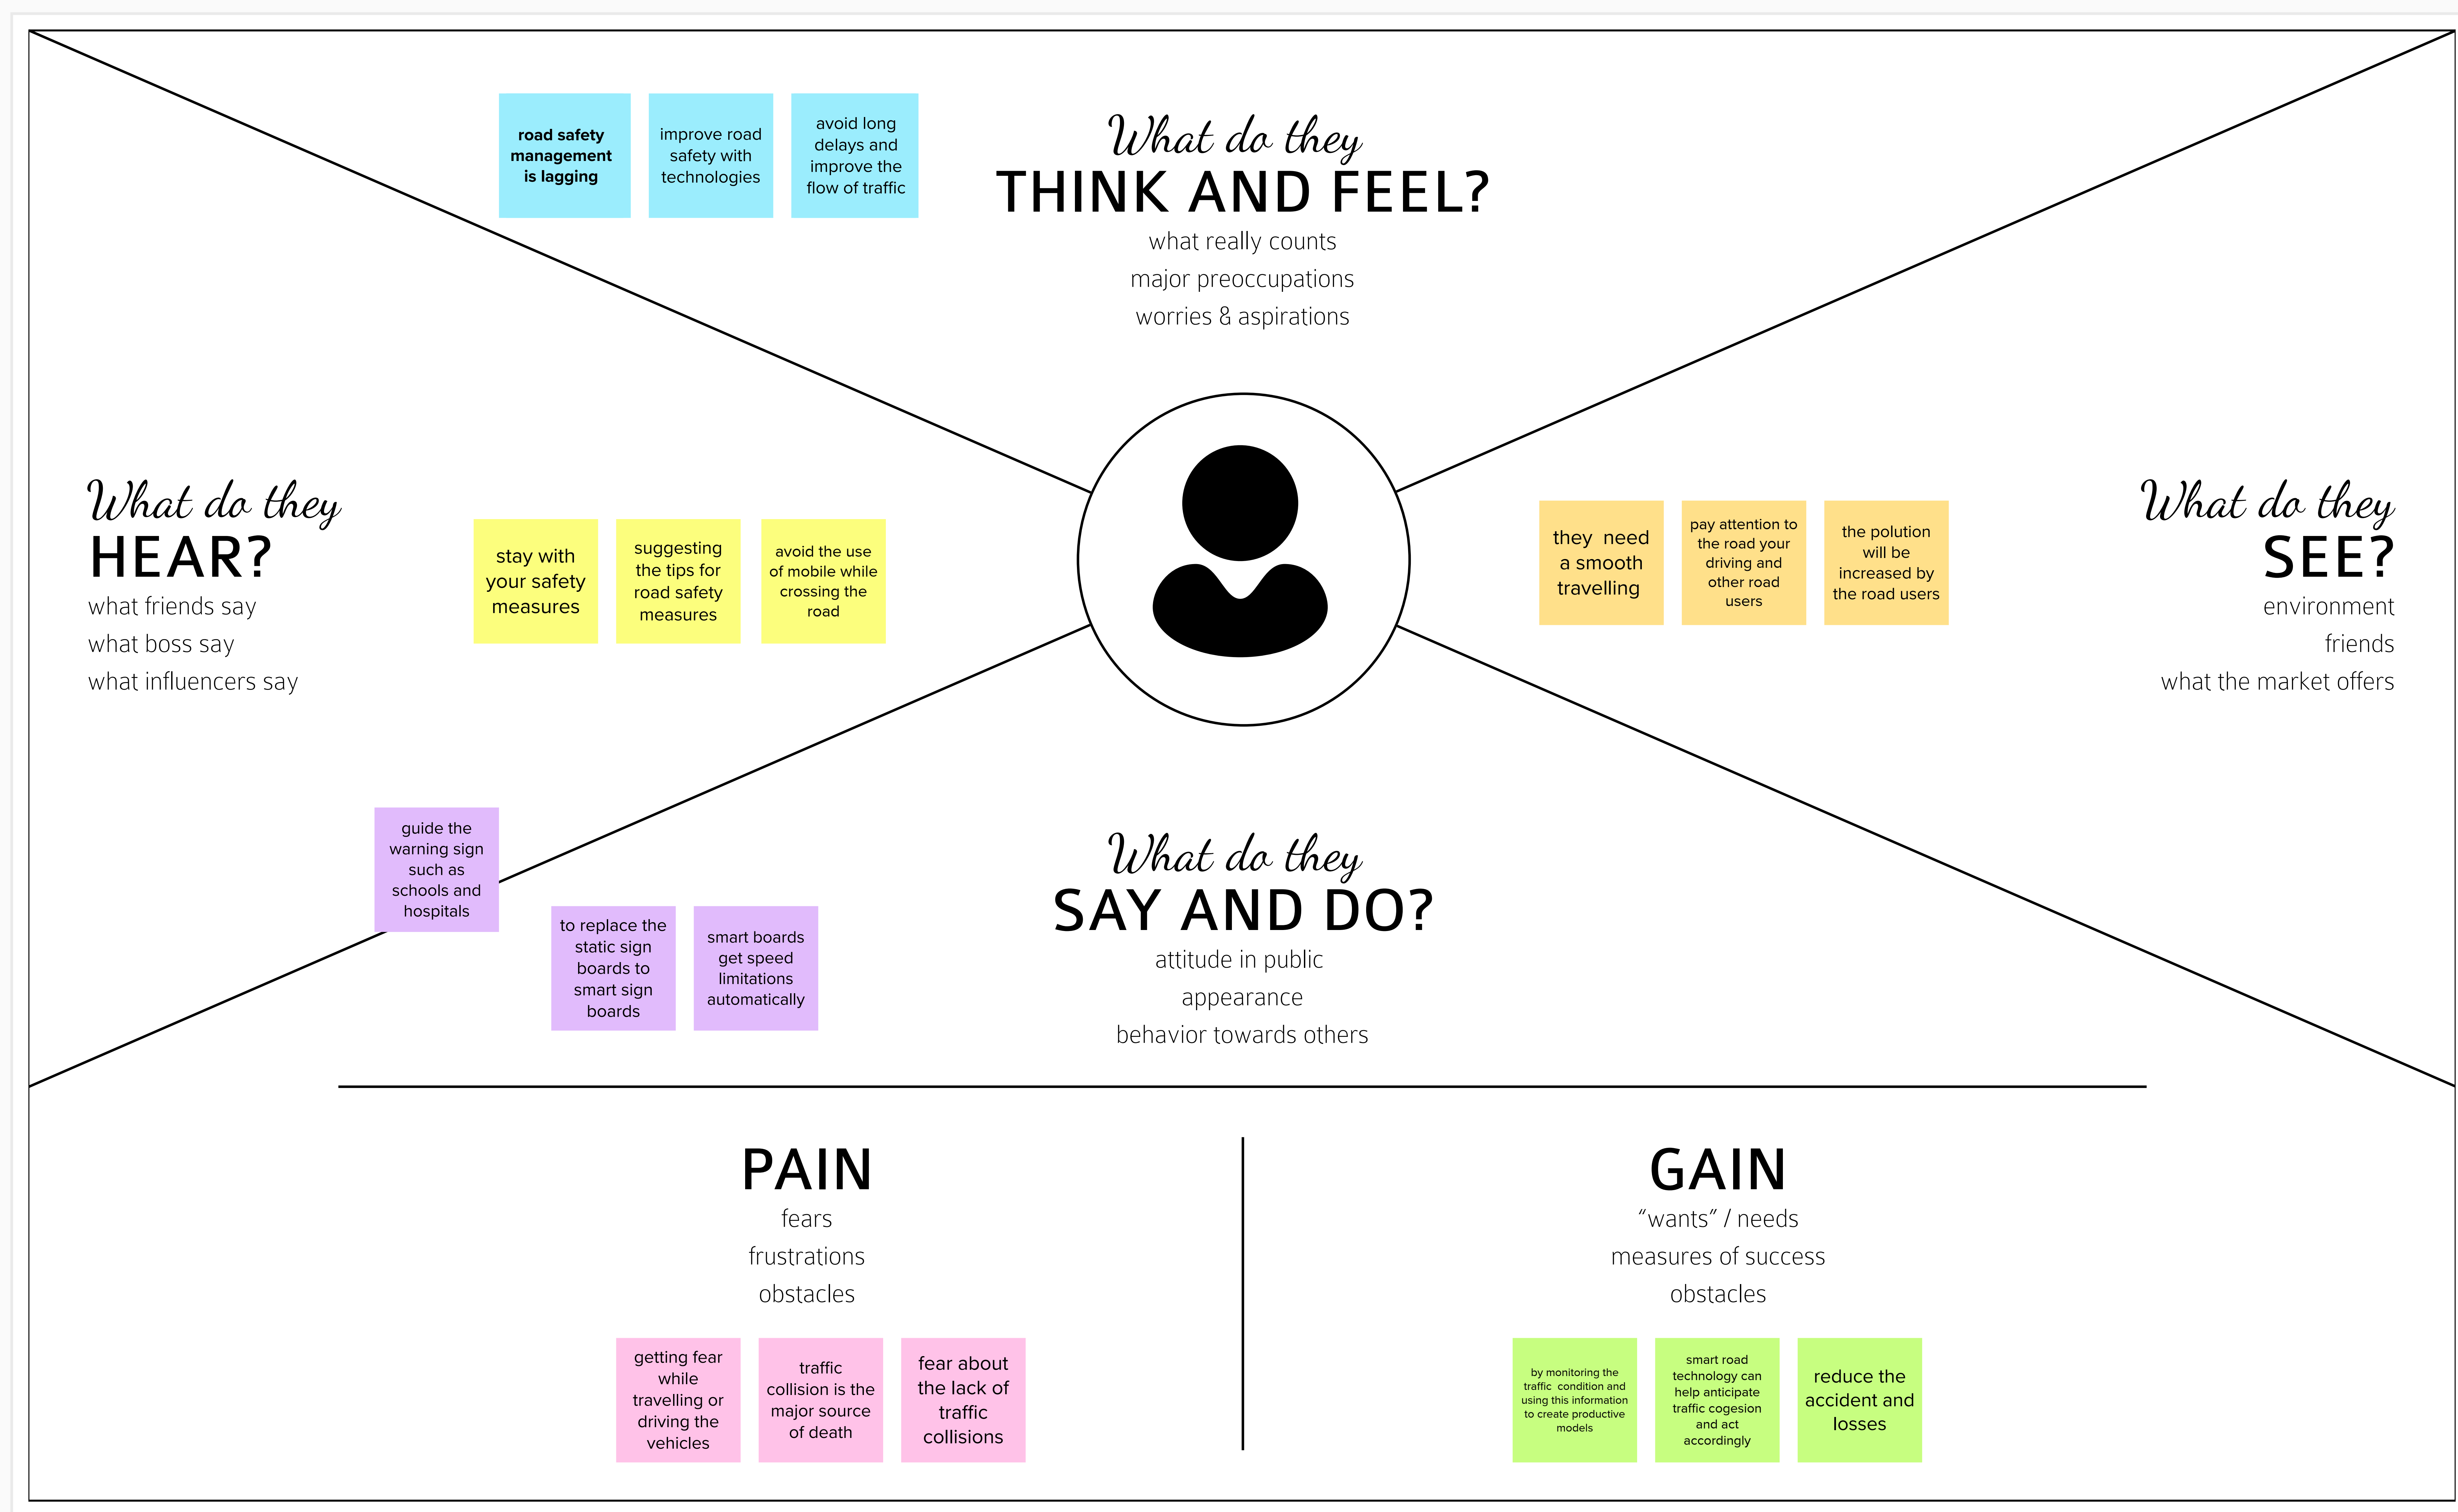 road safety
management
is lagging
improve road
safety with
technologies
avoid long
delays and
improve the
flow of traffic
What do they
THINK AND FEEL?
what really counts
major preoccupations
worries & aspirations
What do they
HEAR?
what friends say
what boss say
what influencers say
stay with
your safety
measures
suggesting
the tips for
road safety
measures
avoid the use
of mobile while
crossing the
road
they need
a smooth
travelling
pay attention to
the road your
driving and
other road
users
the polution
will be
increased by
the road users
What do they
SEE?
environment
friends
what the market offers
guide the
warning sign
such as
schools and
hospitals
to replace the
static sign
boards to
smart sign
boards
smart boards
get speed
limitations
automatically
What do they
SAY AND DO?
attitude in public
appearance
behavior towards others
PAIN
fears
frustrations
obstacles
getting fear
while
travelling or
driving the
vehicles
traffic
collision is the
major source
of death
fear about
the lack of
traffic
collisions
GAIN
“wants” / needs
measures of success
obstacles
by monitoring the
traffic condition and
using this information
to create productive
models
smart road
technology can
help anticipate
traffic cogesion
and act
accordingly
reduce the
accident and
losses